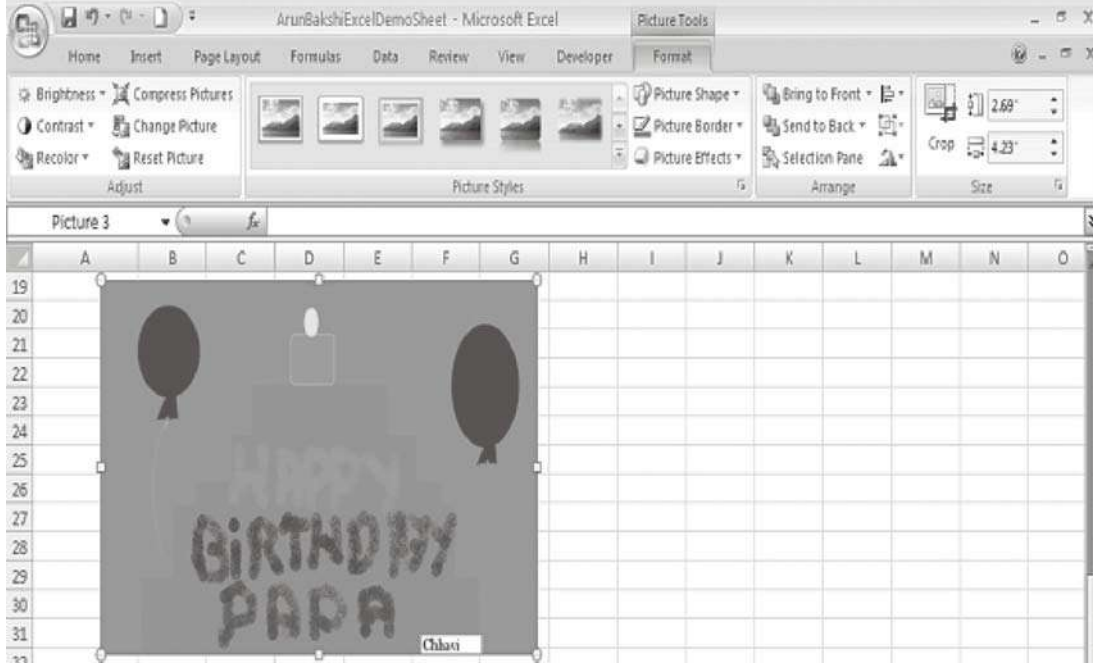 ArunBakshiExcelDemoSheet - Microsoft Excel
Picture Tools
Home Insert Page Layout Formulas Data Review View Developer Format
Brightness Compress Pictures
Contrast Change Picture
Recolor Reset Picture
Adjust
Picture Styles
Picture Shape
Picture Border
Picture Effects
Bring to Front
Send to Back
Selection Pane
Arrange
Crop
2.69"
4.23"
Size
Picture 3 fx
A B C D E F G H I J K L M N O
19
20
21
22
23
24
25
26
27
28
29
30
31
32
HAPPY
BiRTHDAY
PAPA
Chhavi